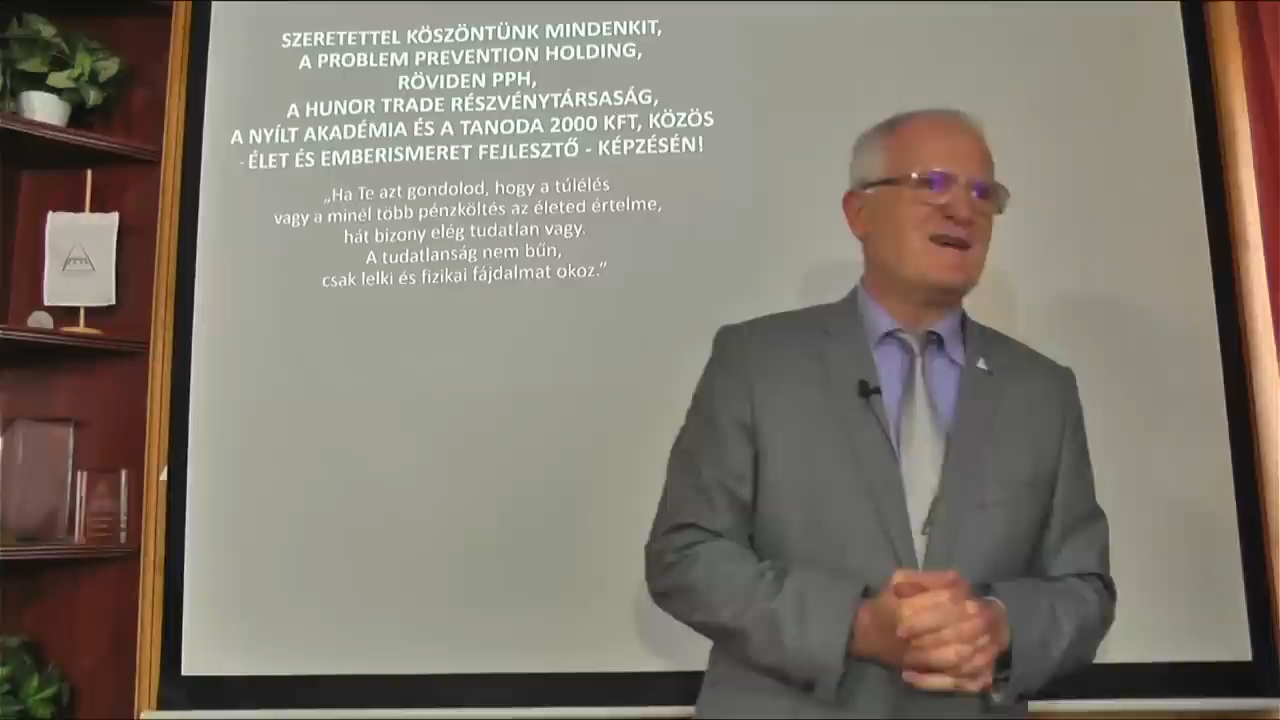 SZERETETTEL KÖSZÖNTÜNK MINDENKIT,
A PROBLEM PREVENTION HOLDING,
RÖVIDEN PPH,
A HUNOR TRADE RÉSZVÉNYTÁRSASÁG,
A NYÍLT AKADÉMIA ÉS A TANODA 2000 KFT, KÖZÖS
- ÉLET ÉS EMBERISMERET FEJLESZTŐ - KÉPZÉSÉN!
„Ha Te azt gondolod, hogy a túlélés
vagy a minél több pénzköltés az életed értelme,
hát bizony elég tudatlan vagy.
A tudatlanság nem bűn,
csak lelki és fizikai fájdalmat okoz.”